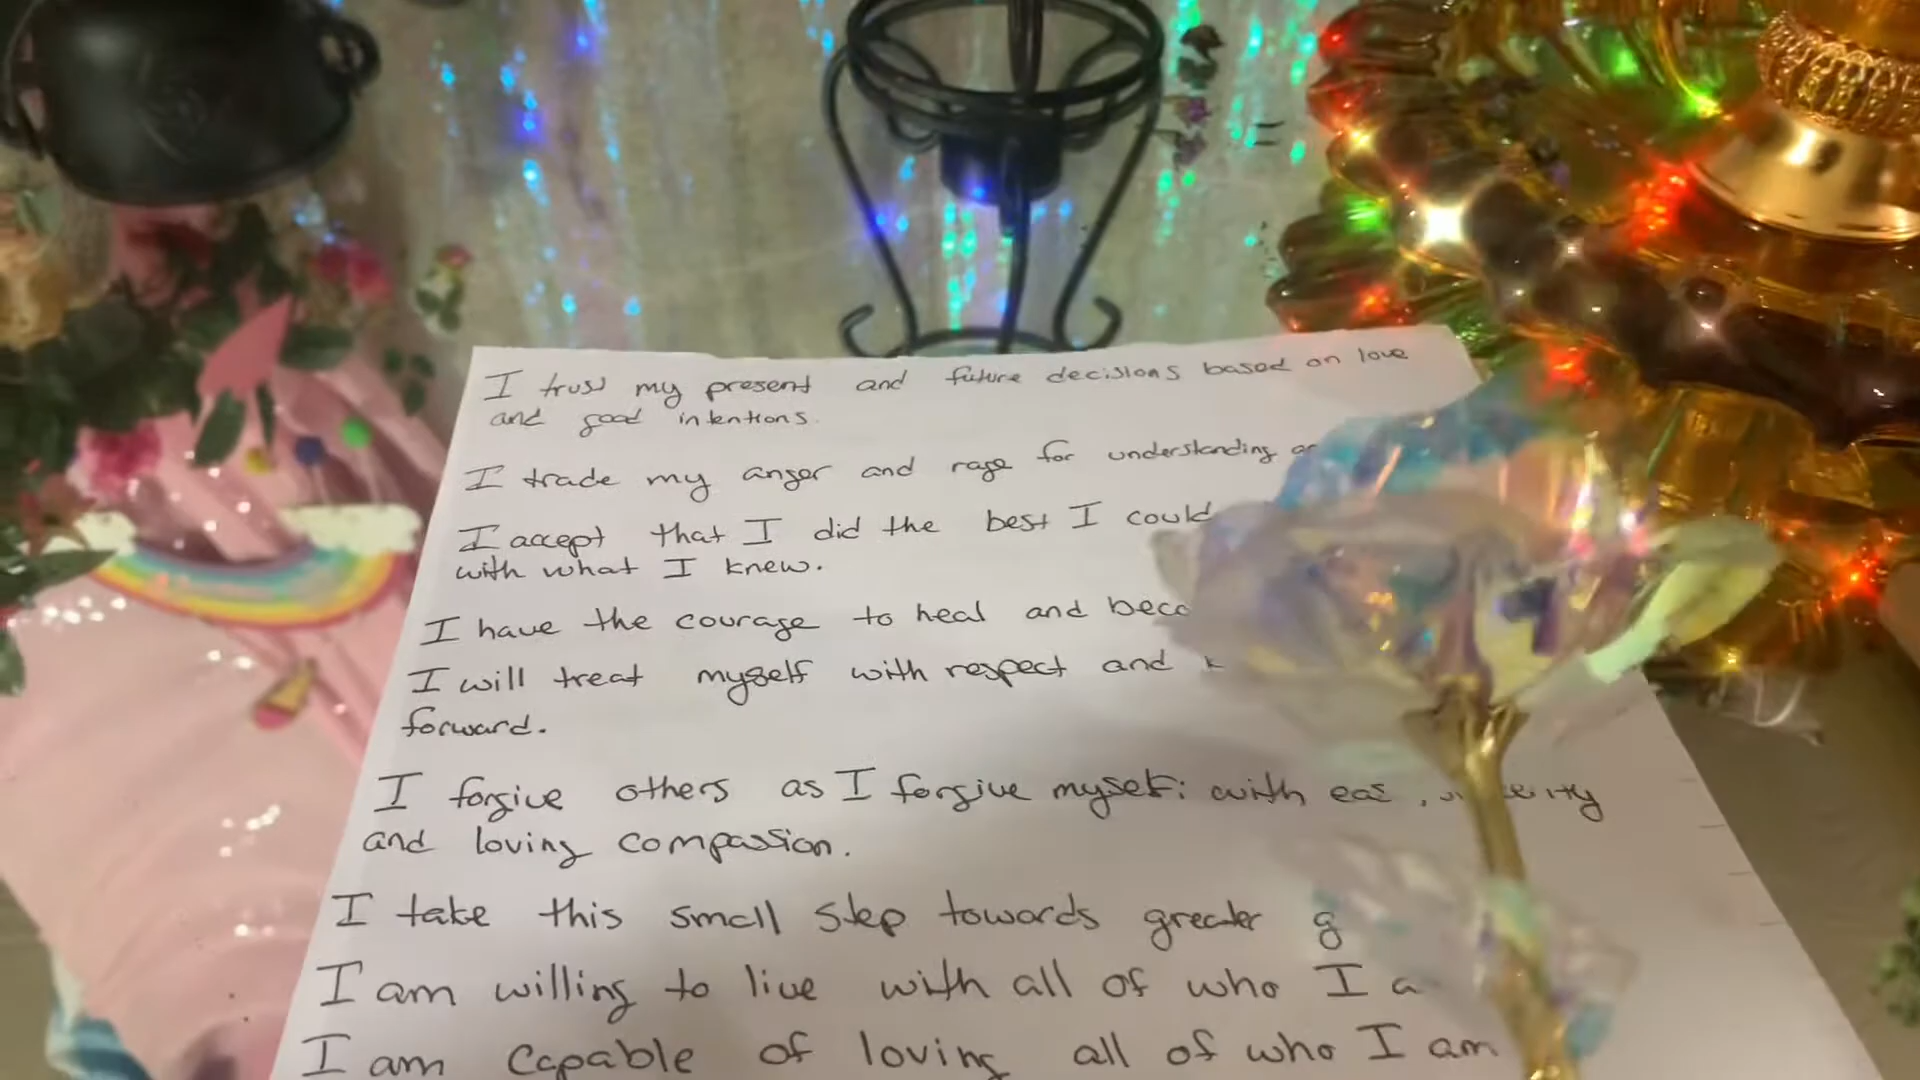 I trust my present and future decisions based on love
and good intentions.
I trade my anger and rage for understanding
I accept that I did the best I could
with what I knew.
I have the courage to heal and
I will treat myself with respect and
forward.
I forgive others as I forgive myself: with
and loving compassion.
I take this small step towards greater
I am willing to live with all of who I
I am capable of loving all of who I am